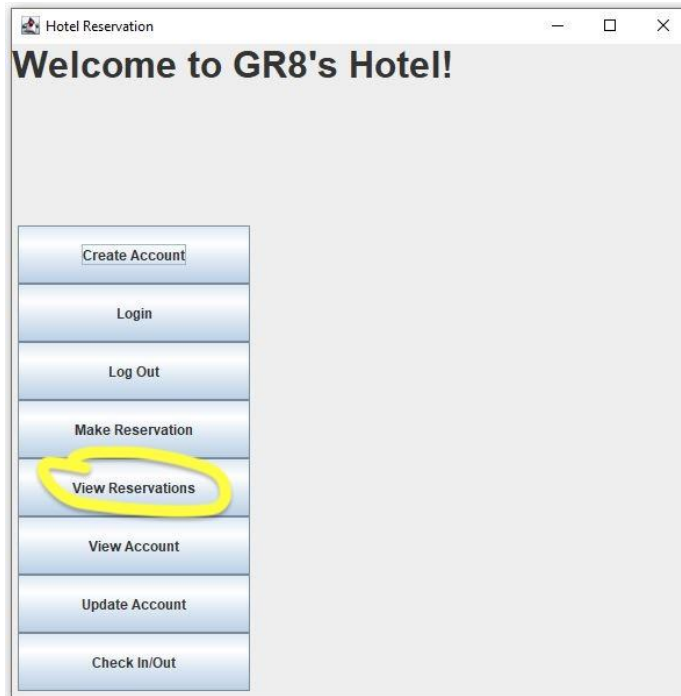 Hotel Reservation
Welcome to GR8's Hotel!
Create Account
Login
Log Out
Make Reservation
View Reservations
View Account
Update Account
Check In/Out